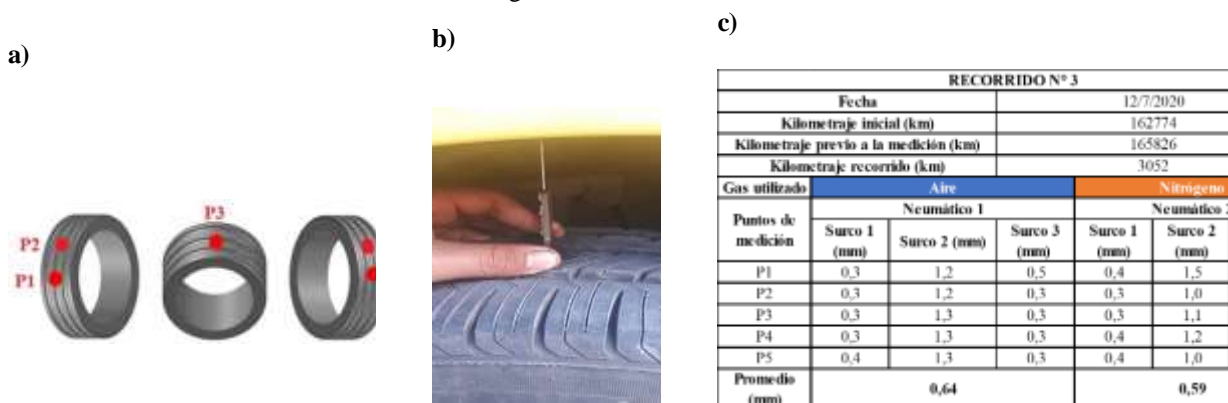 a)
P2
P1
P3
b)
c)
RECORRIDO N° 3
Fecha 12/7/2020
Kilometraje inicial (km) 162774
Kilometraje previo a la medición (km) 165826
Kilometraje recorrido (km) 3052
Gas utilizado Aire Nitrógeno
Puntos de medición Neumático 1 Neumático
Surco 1 (mm) Surco 2 (mm) Surco 3 (mm) Surco 1 (mm) Surco 2 (mm)
P1 0,3 1,2 0,5 0,4 1,5
P2 0,3 1,2 0,3 0,3 1,0
P3 0,3 1,3 0,3 0,3 1,1
P4 0,3 1,3 0,3 0,4 1,2
P5 0,4 1,3 0,3 0,4 1,0
Promedio (mm) 0,64 0,59